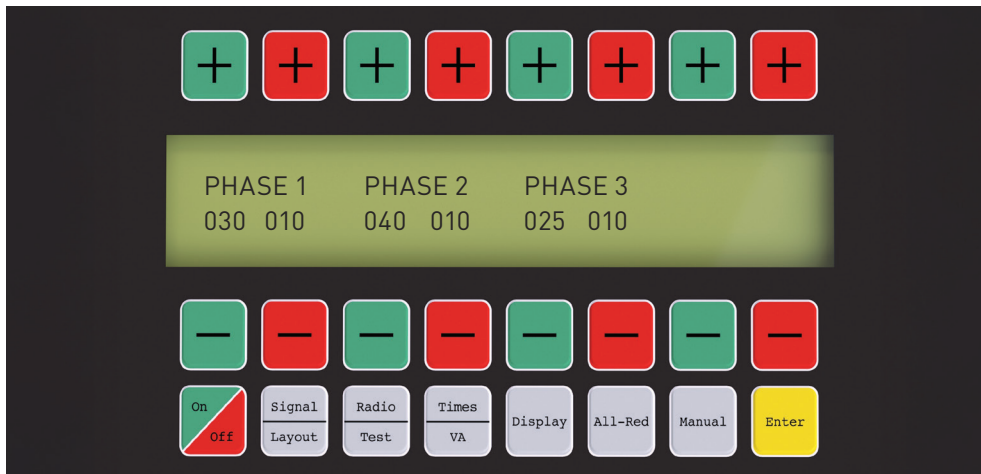 + + + + + + + +
PHASE 1 PHASE 2 PHASE 3
030 010 040 010 025 010
− − − − − − − −
On Off
Signal Layout
Radio Test
Times VA
Display
All-Red
Manual
Enter